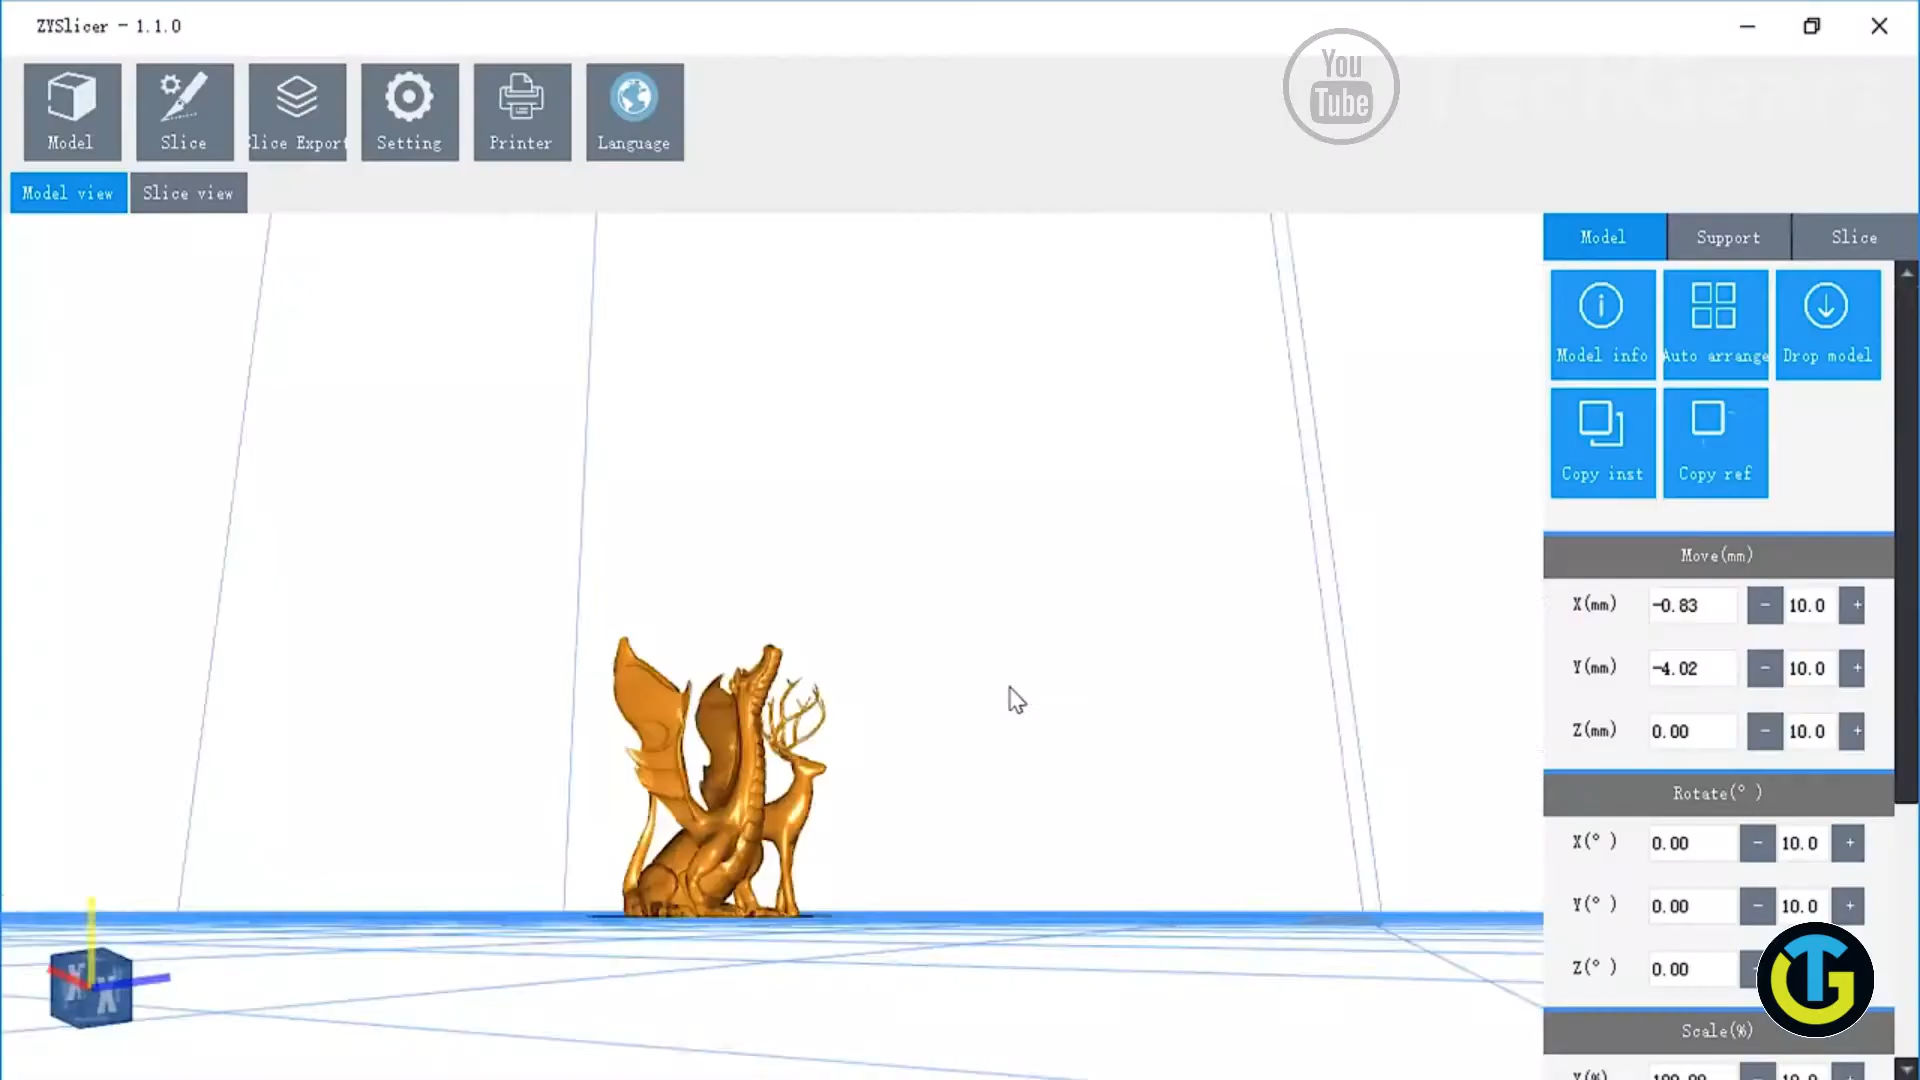 ZYSlicer - 1.1.0
You
Tube
Model
Slice
lice Export
Setting
Printer
Language
Model view
Slice view
Model
Support
Slice
Model info
Auto arrange
Drop model
Copy inst
Copy ref
Move(mm)
X(mm) -0.83 - 10.0 +
Y(mm) -4.02 - 10.0 +
Z(mm) 0.00 - 10.0 +
Rotate(° )
X(° ) 0.00 - 10.0 +
Y(° ) 0.00 - 10.0 +
Z(° ) 0.00
TG
Scale(%)